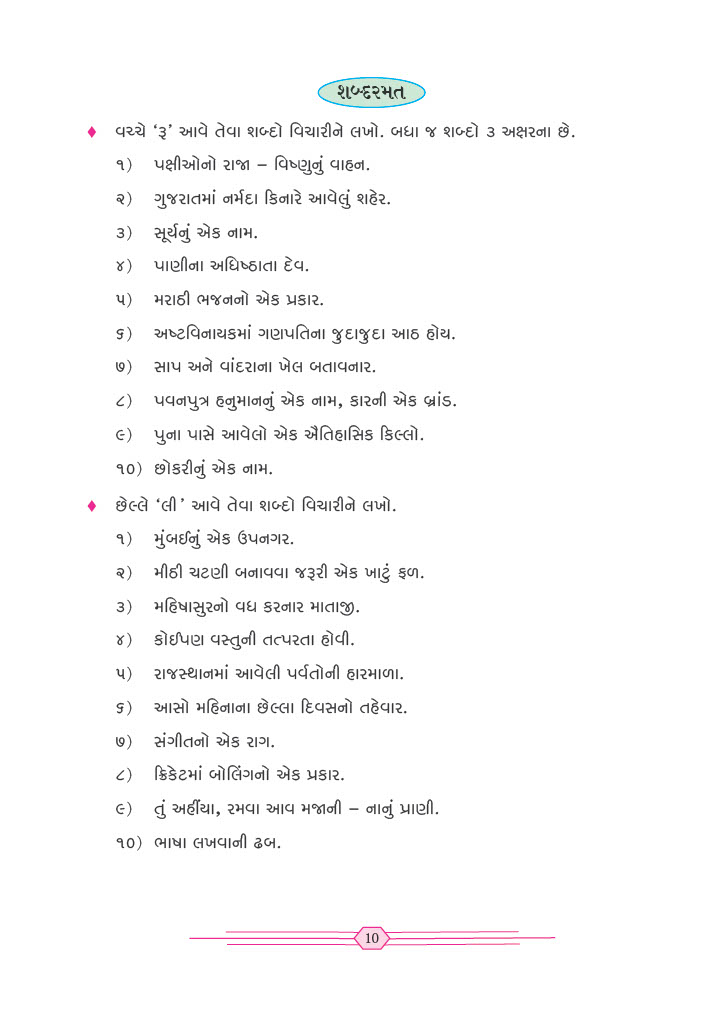 શબ્દરમત
♦ વચ્ચે ‘રૂ’ આવે તેવા શબ્દો વિચારીને લખો. બધા જ શબ્દો ૩ અક્ષરના છે.
૧) પક્ષીઓનો રાજા – વિષ્ણુનું વાહન.
૨) ગુજરાતમાં નર્મદા કિનારે આવેલું શહેર.
૩) સૂર્યનું એક નામ.
૪) પાણીના અધિષ્ઠાતા દેવ.
૫) મરાઠી ભજનનો એક પ્રકાર.
૬) અષ્ટવિનાયકમાં ગણપતિના જુદાજુદા આઠ હોય.
૭) સાપ અને વાંદરાના ખેલ બતાવનાર.
૮) પવનપુત્ર હનુમાનનું એક નામ, કારની એક બ્રાંડ.
૯) પુના પાસે આવેલો એક ઐતિહાસિક કિલ્લો.
૧૦) છોકરીનું એક નામ.
♦ છેલ્લે ‘લી’ આવે તેવા શબ્દો વિચારીને લખો.
૧) મુંબઈનું એક ઉપનગર.
૨) મીઠી ચટણી બનાવવા જરૂરી એક ખાટું ફળ.
૩) મહિષાસુરનો વધ કરનાર માતાજી.
૪) કોઈપણ વસ્તુની તત્પરતા હોવી.
૫) રાજસ્થાનમાં આવેલી પર્વતોની હારમાળા.
૬) આસો મહિનાના છેલ્લા દિવસનો તહેવાર.
૭) સંગીતનો એક રાગ.
૮) ક્રિકેટમાં બોલિંગનો એક પ્રકાર.
૯) તું અહીંયા, રમવા આવ મજાની – નાનું પ્રાણી.
૧૦) ભાષા લખવાની ઢબ.
10